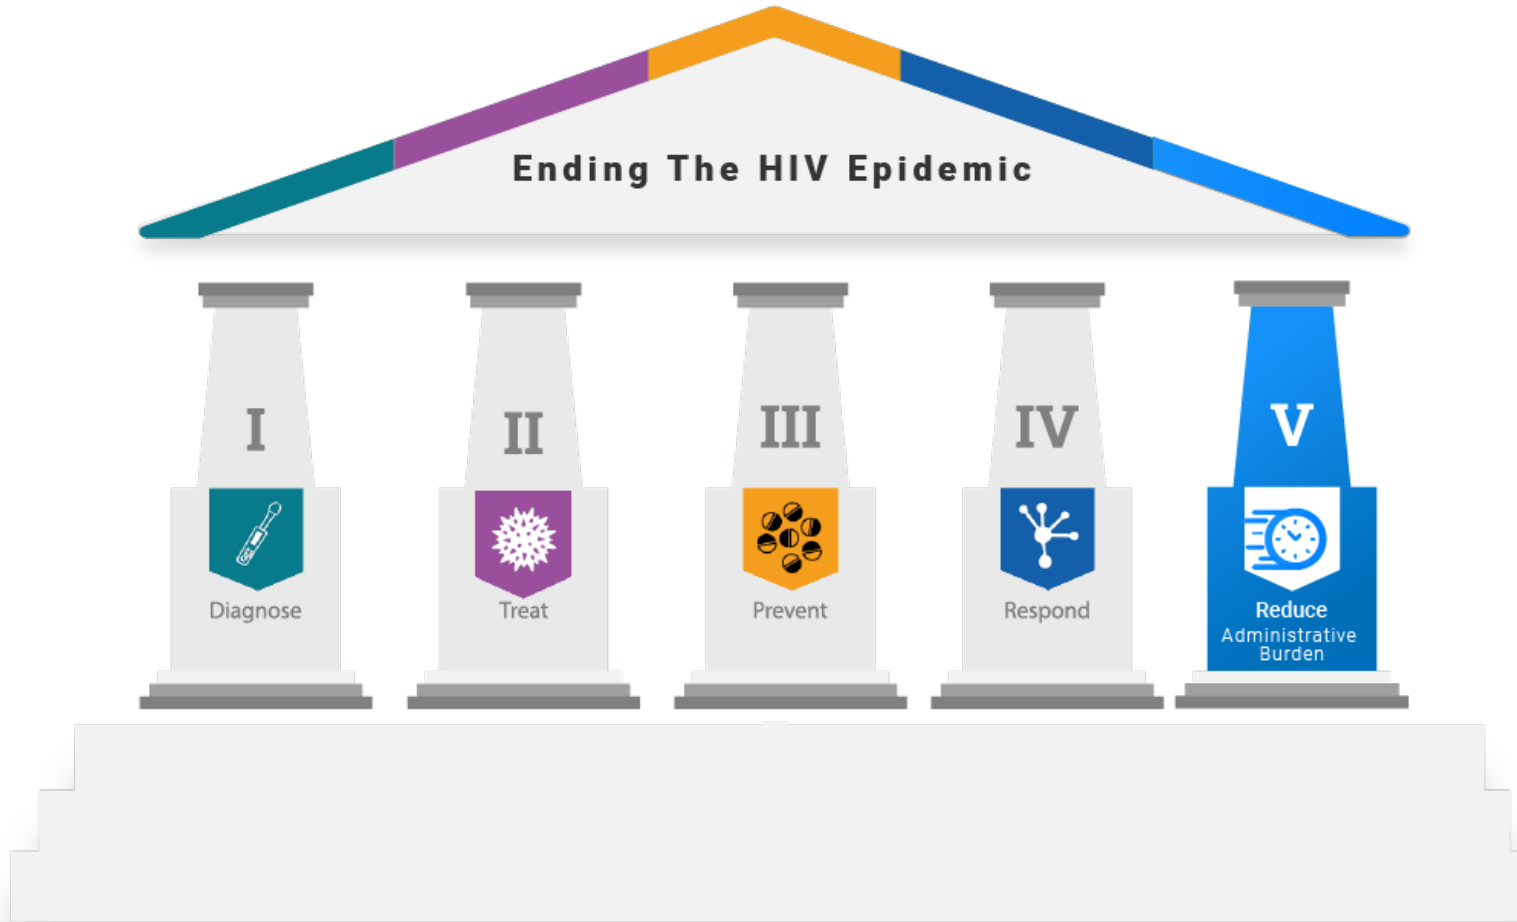 Ending The HIV Epidemic
I
II
III
IV
V
Diagnose
Treat
Prevent
Respond
Reduce
Administrative
Burden